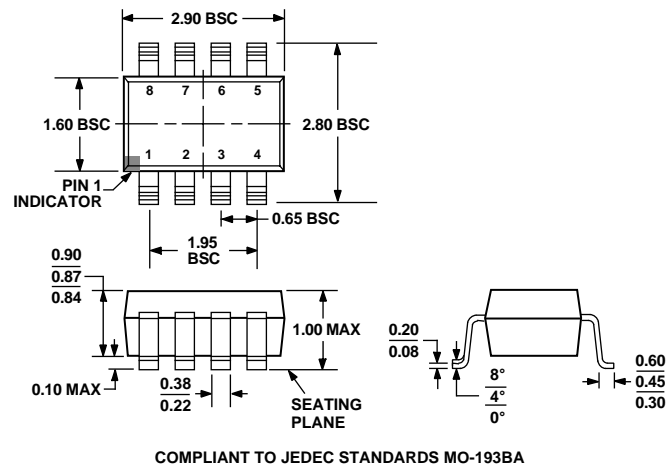 2.90 BSC
8 7 6 5
1.60 BSC
2.80 BSC
1 2 3 4
PIN 1
INDICATOR
0.65 BSC
1.95
BSC
0.90
0.87
0.84
1.00 MAX
0.10 MAX
0.38
0.22
SEATING
PLANE
0.20
0.08
8°
4°
0°
0.60
0.45
0.30
COMPLIANT TO JEDEC STANDARDS MO-193BA